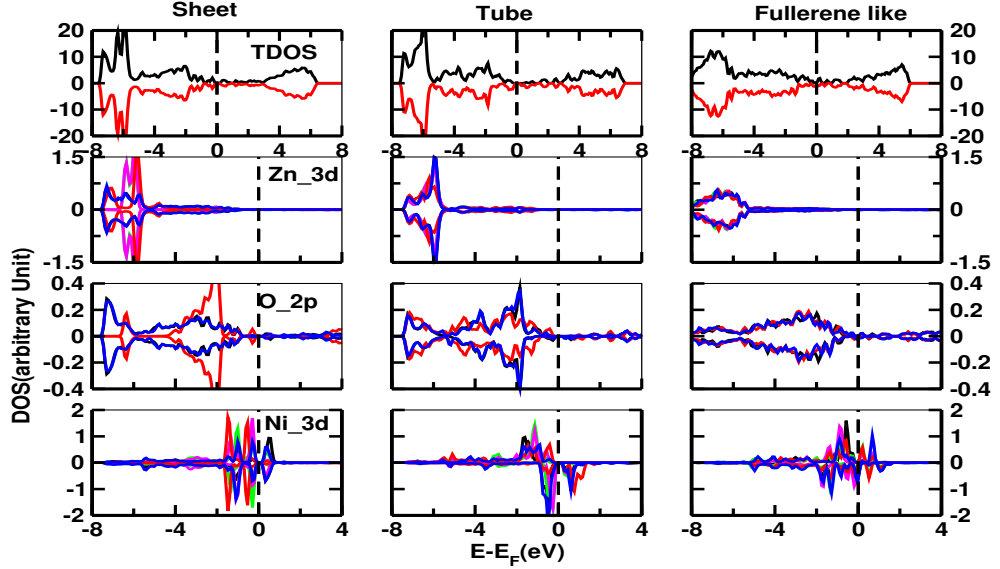 Sheet Tube Fullerene like
20 20
10 TDOS 10
0 0
-10 -10
-20 -20
-8 -4 0 4 8 -8 -4 0 4 8 -8 -4 0 4 8
1.5 1.5
Zn_3d
0 0
-1.5 -1.5
0.4 0.4
0.2 O_2p 0.2
0.0 0.0
0.2 0.2
0.4 0.4
2 2
1 Ni_3d 1
0 0
-1 -1
-2 -2
-8 -4 0 4 -8 -4 0 4 -8 -4 0 4
DOS(arbitrary Unit)
E-E_F(eV)